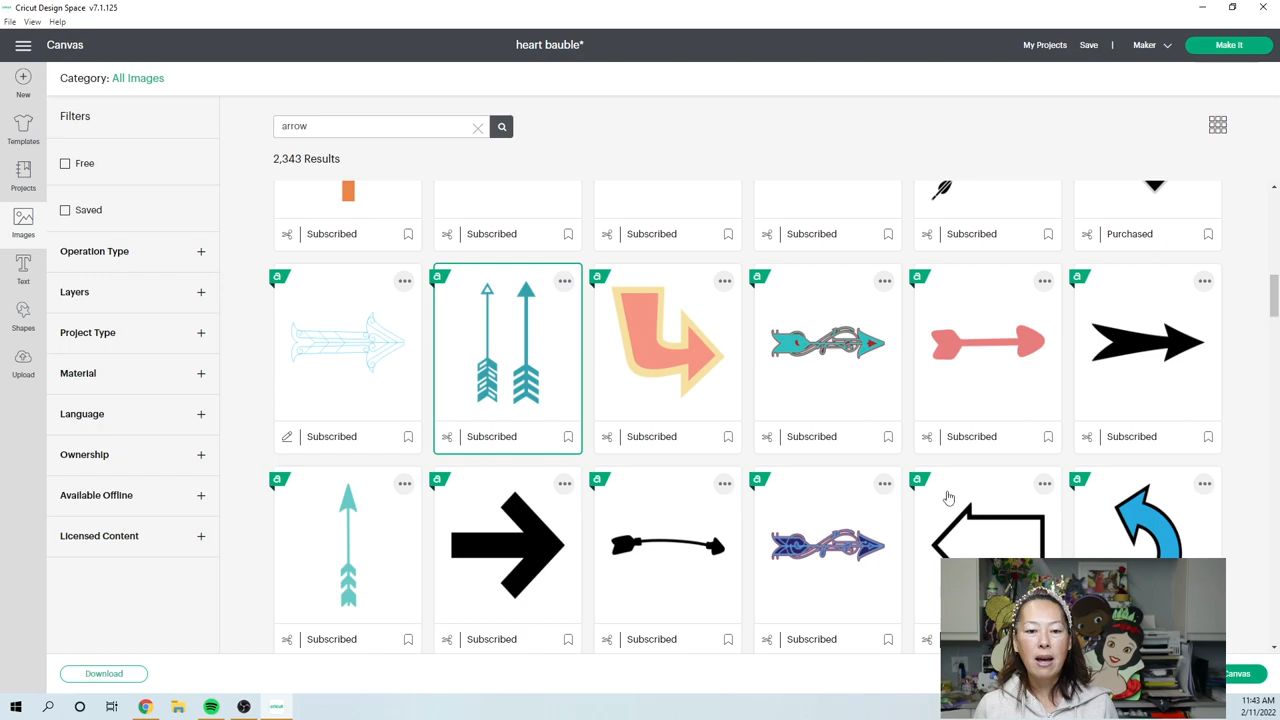 Cricut Design Space v7.1.125
File View Help
Canvas
heart bauble*
My Projects Save | Maker Make It
New
Templates
Projects
Images
Text
Shapes
Upload
Category: All Images
Filters
Free
Saved
Operation Type +
Layers +
Project Type +
Material +
Language +
Ownership +
Available Offline +
Licensed Content +
arrow
2,343 Results
Subscribed Subscribed Subscribed Subscribed Subscribed Purchased
a a a a a a
Subscribed Subscribed Subscribed Subscribed Subscribed Subscribed
a a a a a a
Subscribed Subscribed Subscribed Subscribed
Download
Canvas
11:43 AM
2/11/2022